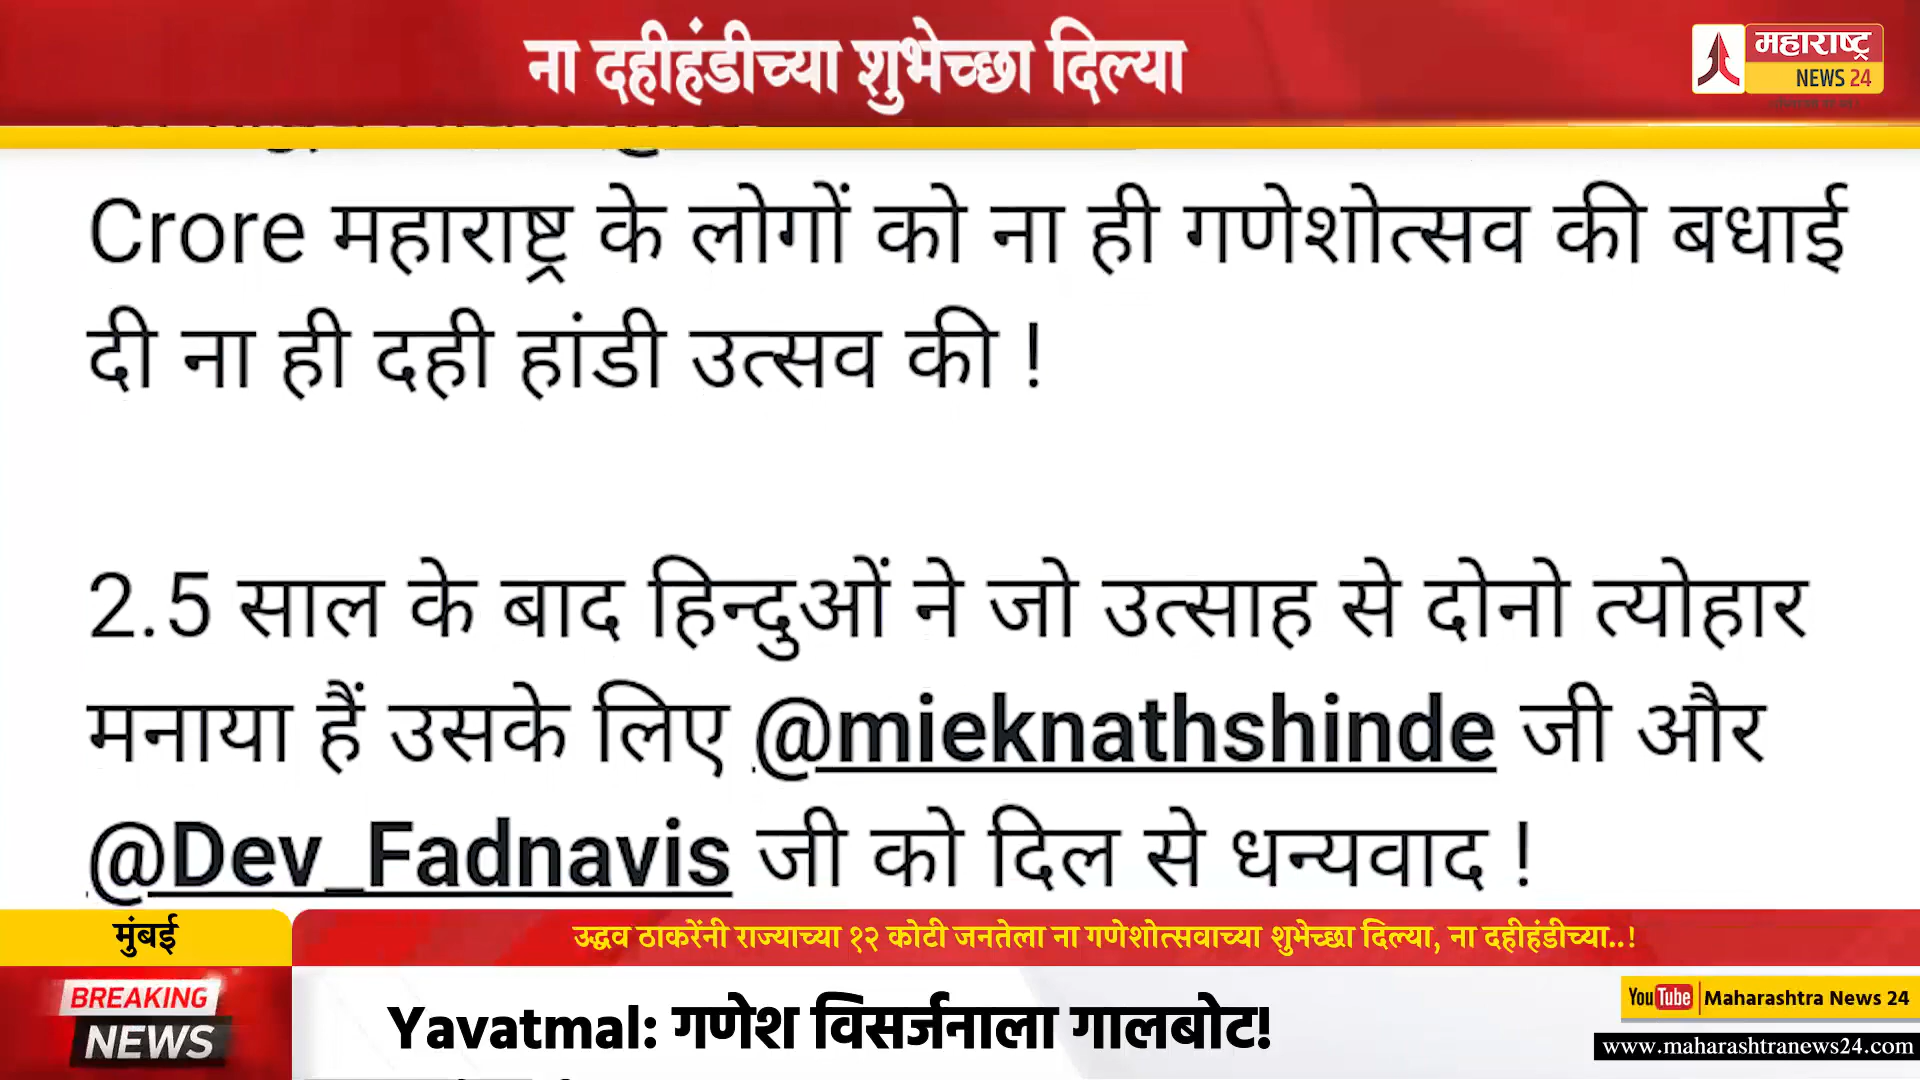 ना दहीहंडीच्या शुभेच्छा दिल्या
महाराष्ट्र
NEWS 24
Crore महाराष्ट्र के लोगों को ना ही गणेशोत्सव की बधाई
दी ना ही दही हांडी उत्सव की !
2.5 साल के बाद हिन्दुओं ने जो उत्साह से दोनो त्योहार
मनाया हैं उसके लिए @mieknathshinde जी और
@Dev_Fadnavis जी को दिल से धन्यवाद !
मुंबई
उद्धव ठाकरेंनी राज्याच्या १२ कोटी जनतेला ना गणेशोत्सवाच्या शुभेच्छा दिल्या, ना दहीहंडीच्या..!
BREAKING
NEWS
Yavatmal: गणेश विसर्जनाला गालबोट!
YouTube Maharashtra News 24
www.maharashtranews24.com